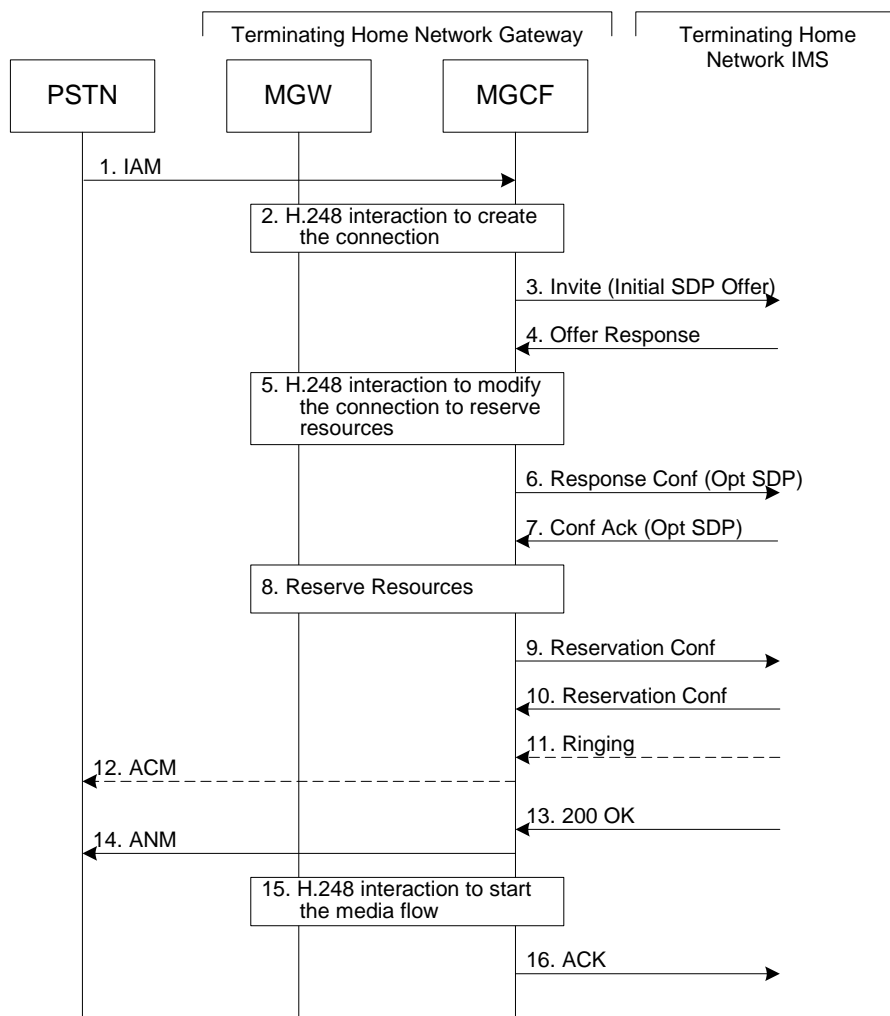 Terminating Home Network Gateway
Terminating Home
Network IMS
PSTN
MGW
MGCF
1. IAM
2. H.248 interaction to create
the connection
3. Invite (Initial SDP Offer)
4. Offer Response
5. H.248 interaction to modify
the connection to reserve
resources
6. Response Conf (Opt SDP)
7. Conf Ack (Opt SDP)
8. Reserve Resources
9. Reservation Conf
10. Reservation Conf
11. Ringing
12. ACM
13. 200 OK
14. ANM
15. H.248 interaction to start
the media flow
16. ACK